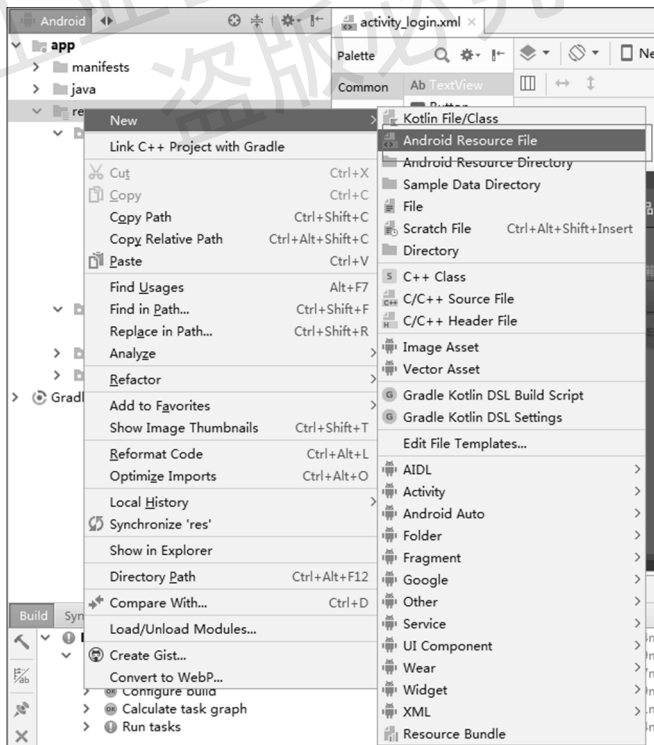 Android
activity_login.xml
app
Palette
manifests
Common
Ab TextView
java
Button
New
Kotlin File/Class
Android Resource File
Link C++ Project with Gradle
Android Resource Directory
Cut Ctrl+X
Sample Data Directory
Copy Ctrl+C
File
Copy Path Ctrl+Shift+C
Scratch File Ctrl+Alt+Shift+Insert
Copy Relative Path Ctrl+Alt+Shift+C
Directory
Paste Ctrl+V
C++ Class
Find Usages Alt+F7
C/C++ Source File
Find in Path... Ctrl+Shift+F
C/C++ Header File
Replace in Path... Ctrl+Shift+R
Image Asset
Analyze
Vector Asset
Refactor
Gradle Kotlin DSL Build Script
Add to Favorites
Gradle Kotlin DSL Settings
Show Image Thumbnails Ctrl+Shift+T
Edit File Templates...
Reformat Code Ctrl+Alt+L
AIDL
Optimize Imports Ctrl+Alt+O
Activity
Local History
Android Auto
Synchronize 'res'
Folder
Show in Explorer
Fragment
Directory Path Ctrl+Alt+F12
Google
Compare With... Ctrl+D
Other
Build
Service
Load/Unload Modules...
UI Component
Create Gist...
Wear
Convert to WebP...
Widget
Configure build
Calculate task graph
XML
Run tasks
Resource Bundle
盗版必究